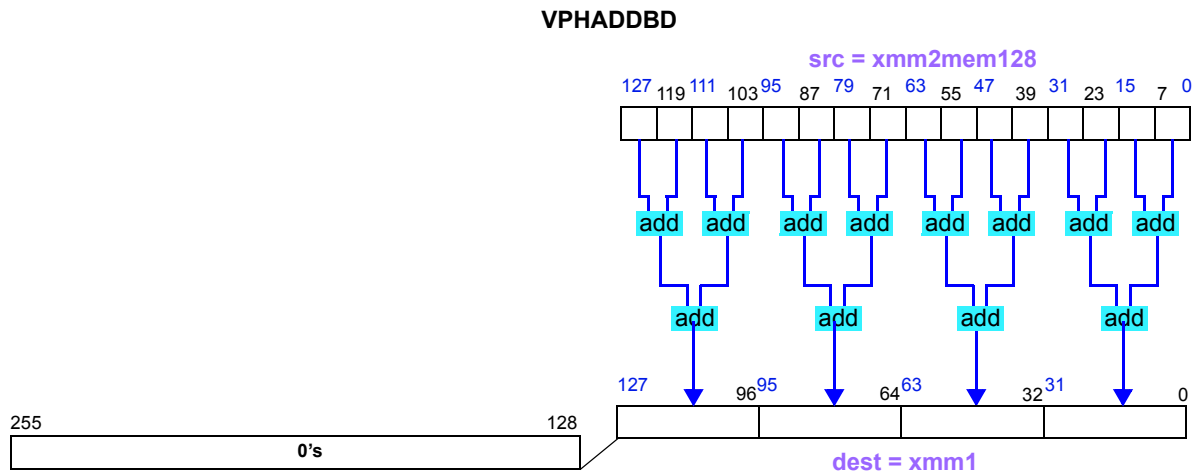 VPHADDBD
src = xmm2mem128
127 119 111 103 95 87 79 71 63 55 47 39 31 23 15 7 0
add add add add add add add add
add add add add
127 96 95 64 63 32 31 0
255 128
0's
dest = xmm1